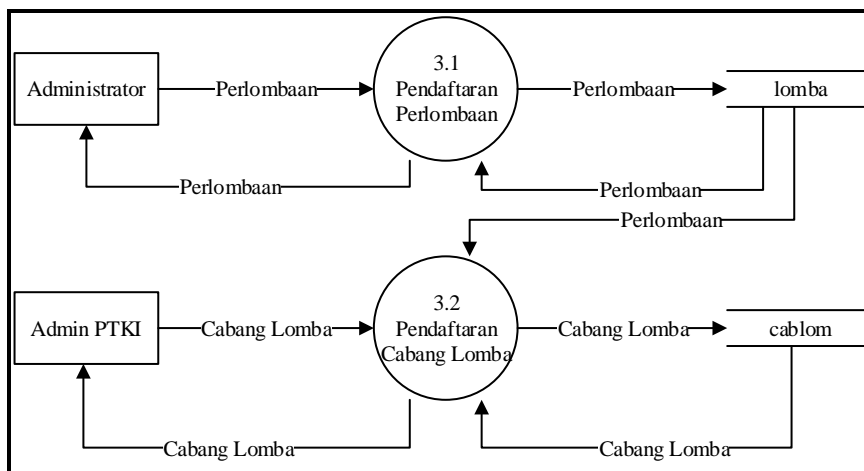 Administrator
Perlombaan
3.1
Pendaftaran
Perlombaan
Perlombaan
lomba
Perlombaan
Perlombaan
Perlombaan
Admin PTKI
Cabang Lomba
3.2
Pendaftaran
Cabang Lomba
Cabang Lomba
cablom
Cabang Lomba
Cabang Lomba